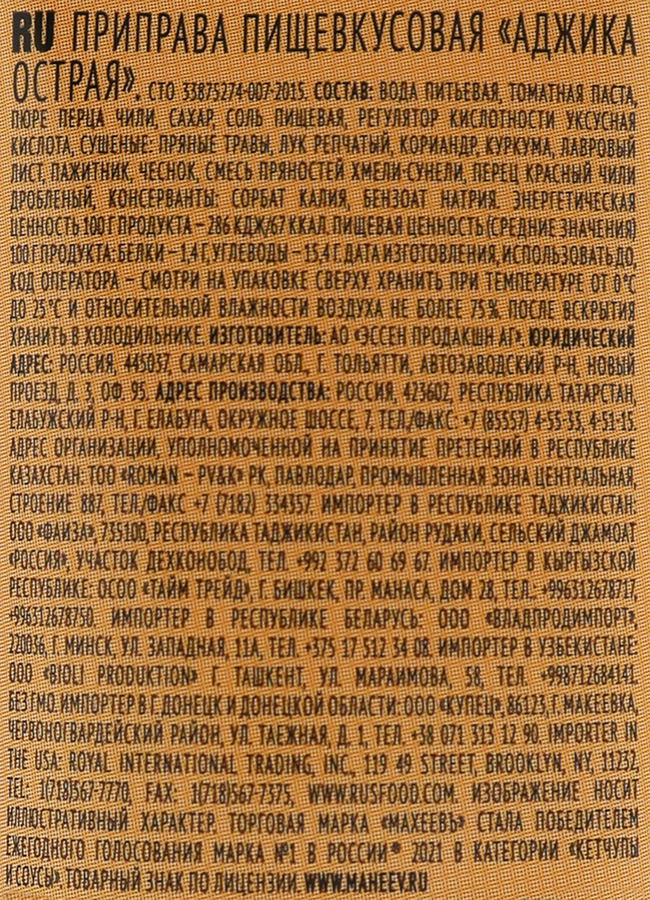 RU ПРИПРАВА ПИЩЕВКУСОВАЯ «АДЖИКА
ОСТРАЯ». СТО 33875274-007-2015. СОСТАВ: ВОДА ПИТЬЕВАЯ, ТОМАТНАЯ ПАСТА,
ПЮРЕ ПЕРЦА ЧИЛИ, САХАР, СОЛЬ ПИЩЕВАЯ, РЕГУЛЯТОР КИСЛОТНОСТИ УКСУСНАЯ
КИСЛОТА, СУШЕНЫЕ: ПРЯНЫЕ ТРАВЫ, ЛУК РЕПЧАТЫЙ, КОРИАНДР, КУРКУМА, ЛАВРОВЫЙ
ЛИСТ, ПАЖИТНИК, ЧЕСНОК, СМЕСЬ ПРЯНОСТЕЙ ХМЕЛИ-СУНЕЛИ, ПЕРЕЦ КРАСНЫЙ ЧИЛИ
ДРОБЛЕНЫЙ, КОНСЕРВАНТЫ: СОРБАТ КАЛИЯ, БЕНЗОАТ НАТРИЯ. ЭНЕРГЕТИЧЕСКАЯ
ЦЕННОСТЬ 100 Г ПРОДУКТА – 286 КДЖ/67 ККАЛ. ПИЩЕВАЯ ЦЕННОСТЬ (СРЕДНИЕ ЗНАЧЕНИЯ)
100 Г ПРОДУКТА: БЕЛКИ – 1,4 Г, УГЛЕВОДЫ – 15,4 Г. ДАТА ИЗГОТОВЛЕНИЯ, ИСПОЛЬЗОВАТЬ ДО,
КОД ОПЕРАТОРА – СМОТРИ НА УПАКОВКЕ СВЕРХУ. ХРАНИТЬ ПРИ ТЕМПЕРАТУРЕ ОТ 0°С
ДО 25°С И ОТНОСИТЕЛЬНОЙ ВЛАЖНОСТИ ВОЗДУХА НЕ БОЛЕЕ 75%. ПОСЛЕ ВСКРЫТИЯ
ХРАНИТЬ В ХОЛОДИЛЬНИКЕ. ИЗГОТОВИТЕЛЬ: АО «ЭССЕН ПРОДАКШН АГ». ЮРИДИЧЕСКИЙ
АДРЕС: РОССИЯ, 445037, САМАРСКАЯ ОБЛ., Г. ТОЛЬЯТТИ, АВТОЗАВОДСКИЙ Р-Н, НОВЫЙ
ПРОЕЗД, Д. 3, ОФ. 95. АДРЕС ПРОИЗВОДСТВА: РОССИЯ, 423602, РЕСПУБЛИКА ТАТАРСТАН,
ЕЛАБУЖСКИЙ Р-Н, Г. ЕЛАБУГА, ОКРУЖНОЕ ШОССЕ, 7, ТЕЛ./ФАКС: +7 (85557) 4-55-33, 4-51-15.
АДРЕС ОРГАНИЗАЦИИ, УПОЛНОМОЧЕННОЙ НА ПРИНЯТИЕ ПРЕТЕНЗИЙ В РЕСПУБЛИКЕ
КАЗАХСТАН: ТОО «ROMAN – PV&K» РК, ПАВЛОДАР, ПРОМЫШЛЕННАЯ ЗОНА ЦЕНТРАЛЬНАЯ,
СТРОЕНИЕ 887, ТЕЛ./ФАКС +7 (7182) 334357. ИМПОРТЕР В РЕСПУБЛИКЕ ТАДЖИКИСТАН:
ООО «ФАИЗА», 735100, РЕСПУБЛИКА ТАДЖИКИСТАН, РАЙОН РУДАКИ, СЕЛЬСКИЙ ДЖАМОАТ
«РОССИЯ», УЧАСТОК ДЕХКОНОБОД, ТЕЛ. +992 372 60 69 67. ИМПОРТЕР В КЫРГЫЗСКОЙ
РЕСПУБЛИКЕ: ОСОО «ТАЙМ ТРЕЙД», Г. БИШКЕК, ПР. МАНАСА, ДОМ 28, ТЕЛ.: +996312678717,
+996312678750. ИМПОРТЕР В РЕСПУБЛИКЕ БЕЛАРУСЬ: ООО «ВЛАДПРОДИМПОРТ»,
220036, Г. МИНСК, УЛ. ЗАПАДНАЯ, 11А, ТЕЛ. +375 17 512 34 08. ИМПОРТЕР В УЗБЕКИСТАНЕ:
ООО «BIOLI PRODUKTION» Г. ТАШКЕНТ, УЛ. МАРАИМОВА, 58, ТЕЛ. +998712684141.
БЕЗ ГМО. ИМПОРТЕР В Г. ДОНЕЦК И ДОНЕЦКОЙ ОБЛАСТИ: ООО «КУПЕЦ», 86123, Г. МАКЕЕВКА,
ЧЕРВОНОГВАРДЕЙСКИЙ РАЙОН, УЛ. ТАЕЖНАЯ, Д. 1, ТЕЛ. +38 071 313 12 90. IMPORTER IN
THE USA: ROYAL INTERNATIONAL TRADING, INC., 119 49 STREET, BROOKLYN, NY, 11232,
TEL: 1(718)567-7770, FAX: 1(718)567-7375, WWW.RUSFOOD.COM. ИЗОБРАЖЕНИЕ НОСИТ
ИЛЛЮСТРАТИВНЫЙ ХАРАКТЕР. ТОРГОВАЯ МАРКА «МАХЕЕВЪ» СТАЛА ПОБЕДИТЕЛЕМ
ЕЖЕГОДНОГО ГОЛОСОВАНИЯ МАРКА №1 В РОССИИ® 2021 В КАТЕГОРИИ «КЕТЧУПЫ
И СОУСЫ». ТОВАРНЫЙ ЗНАК ПО ЛИЦЕНЗИИ. WWW.MAHEEV.RU